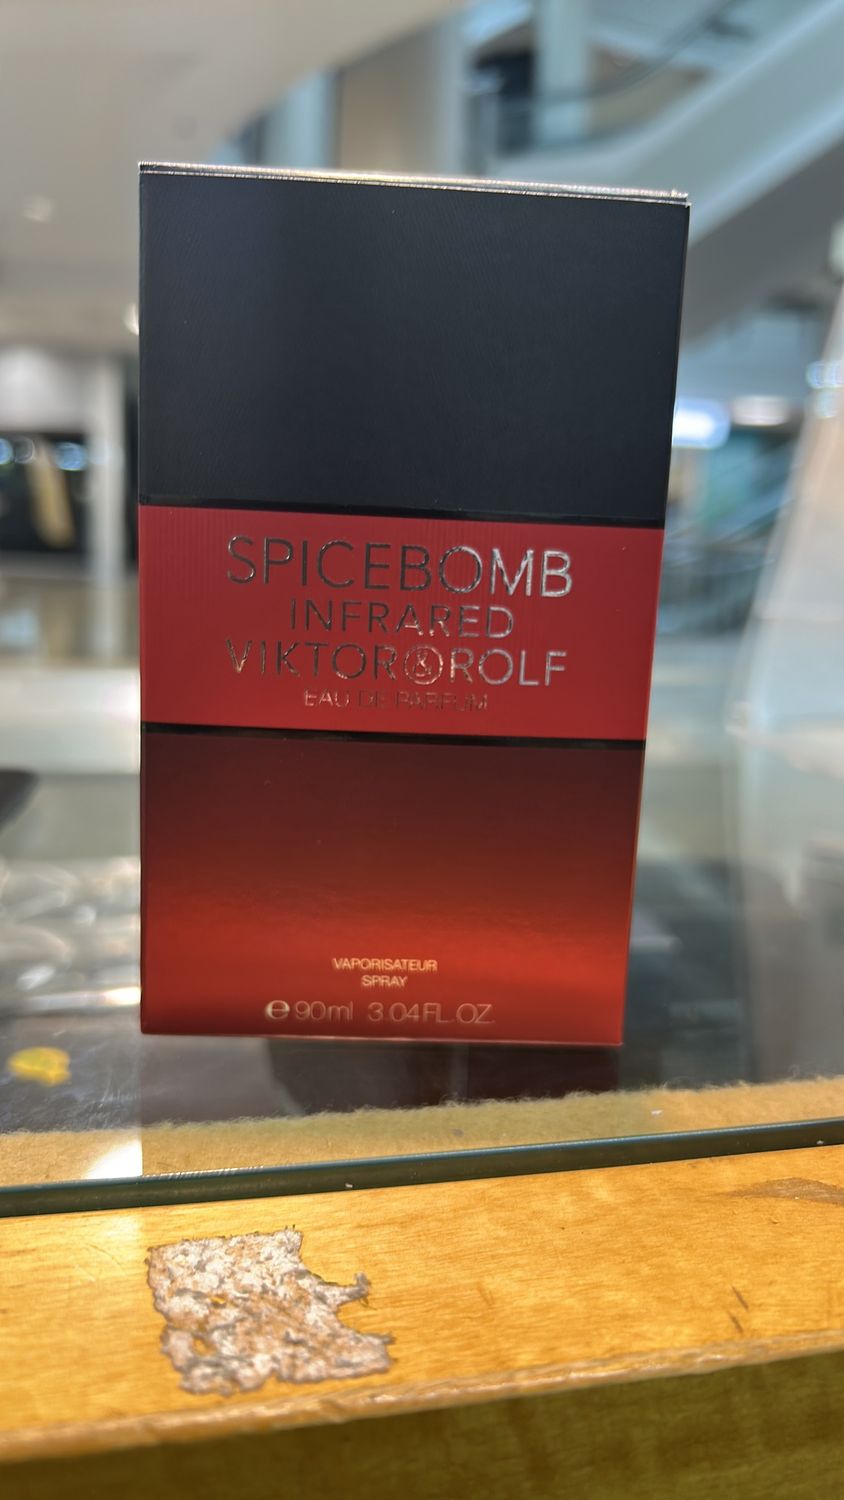 SPICEBOMB
INFRARED
VIKTOR&ROLF
EAU DE PARFUM
VAPORISATEUR
SPRAY
℮ 90ml 3.04FL.OZ.